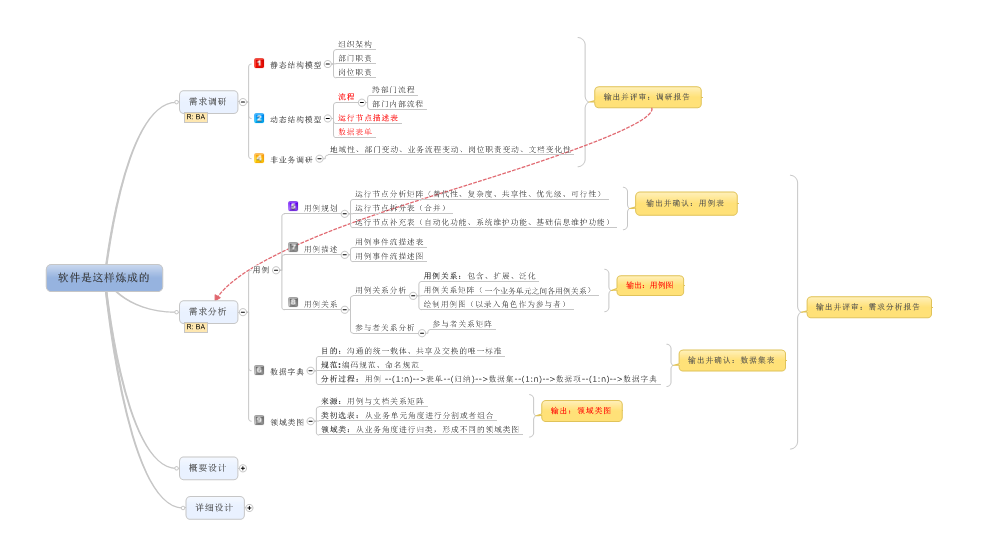 软件是这样炼成的
需求调研
R: BA
1 静态结构模型
组织架构
部门职责
岗位职责
2 动态结构模型
流程
跨部门流程
部门内部流程
运行节点描述表
数据表单
4 非业务调研
地域性、部门变动、业务流程变动、岗位职责变动、文档变化性
输出并评审：调研报告
需求分析
R: BA
用例
5 用例规划
运行节点分析矩阵（替代性、复杂度、共享性、优先级、可行性）
运行节点拆分表（合并）
运行节点补充表（自动化功能、系统维护功能、基础信息维护功能）
输出并确认：用例表
7 用例描述
用例事件流描述表
用例事件流描述图
8 用例关系
用例关系分析
用例关系：包含、扩展、泛化
用例关系矩阵（一个业务单元之间各用例关系）
绘制用例图（以录入角色作为参与者）
参与者关系分析
参与者关系矩阵
输出：用例图
6 数据字典
目的：沟通的统一载体、共享及交换的唯一标准
规范:编码规范、命名规范
分析过程：用例 --(1:n)-->表单--(归纳)-->数据集--(1:n)-->数据项--(1:n)-->数据字典
输出并确认：数据集表
9 领域类图
来源：用例与文档关系矩阵
类初选表：从业务单元角度进行分割或者组合
领域类：从业务角度进行归类、形成不同的领域类图
输出：领域类图
输出并评审：需求分析报告
概要设计
详细设计